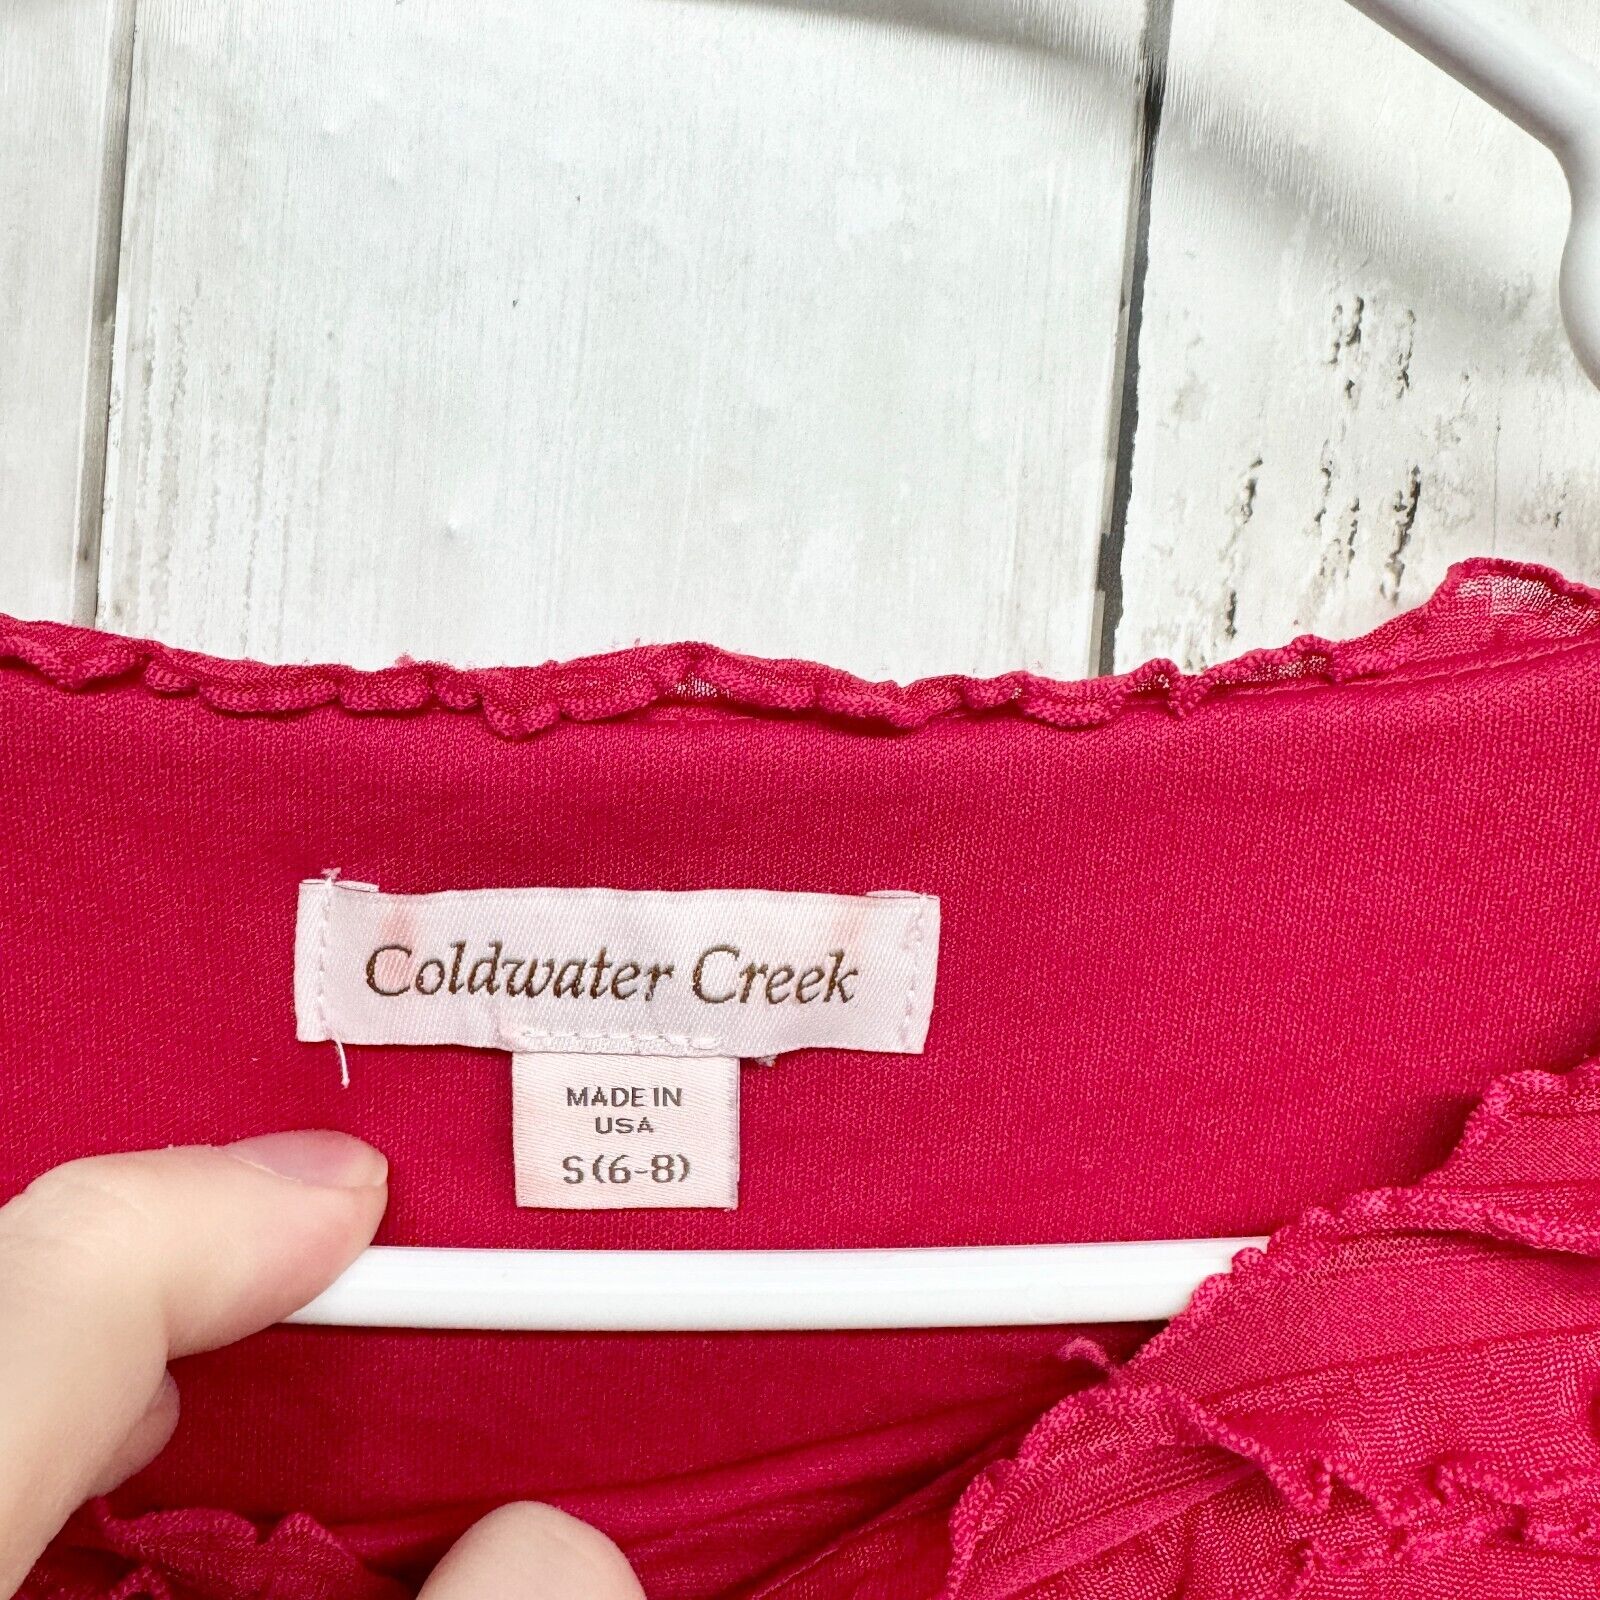 Coldwater Creek
MADE IN
USA
S(6-8)